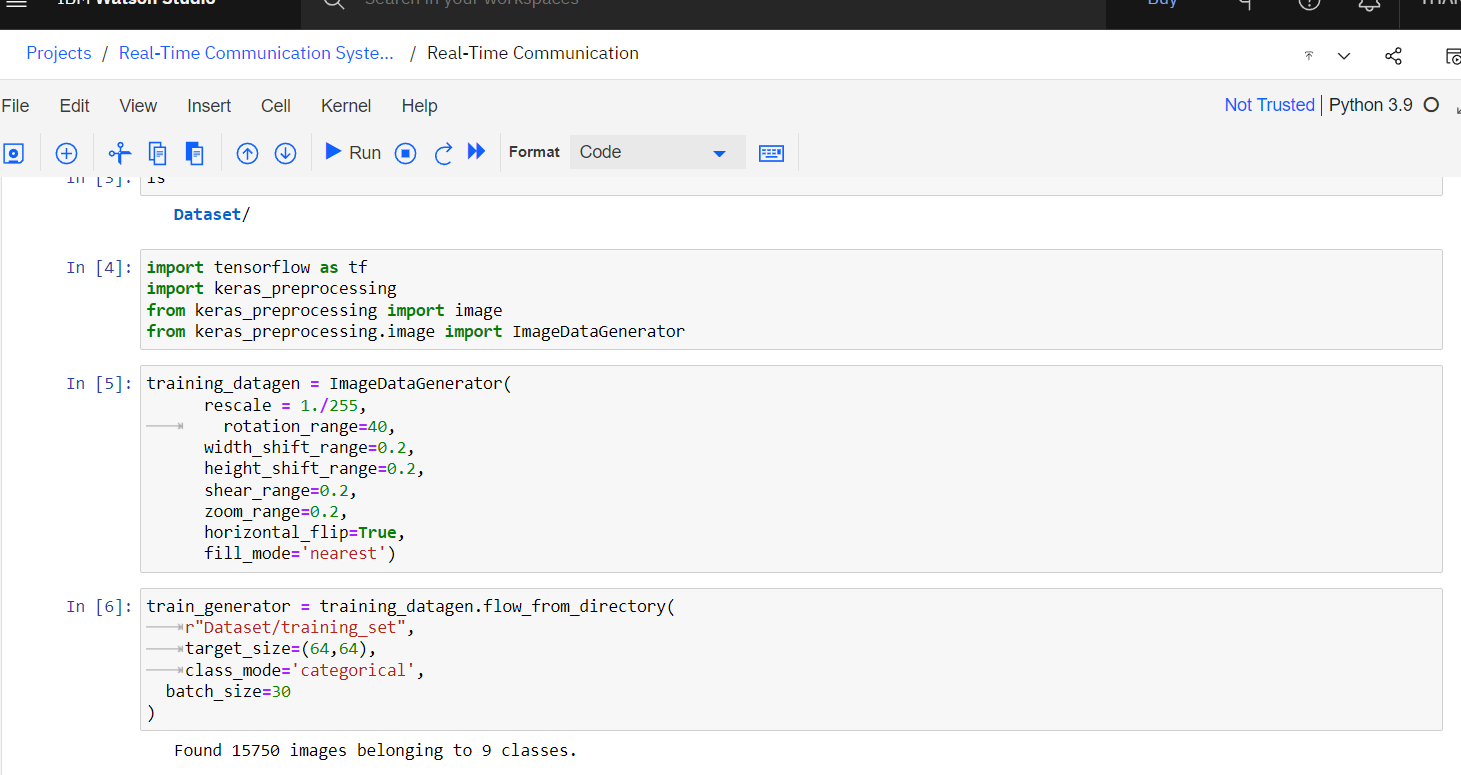 IBM Watson Studio
Search in your workspaces
Buy
Projects / Real-Time Communication Syste... / Real-Time Communication
File Edit View Insert Cell Kernel Help
Not Trusted Python 3.9
Run
Format
Code
In [3]: ls
Dataset/
In [4]: import tensorflow as tf
import keras_preprocessing
from keras_preprocessing import image
from keras_preprocessing.image import ImageDataGenerator
In [5]: training_datagen = ImageDataGenerator(
rescale = 1./255,
rotation_range=40,
width_shift_range=0.2,
height_shift_range=0.2,
shear_range=0.2,
zoom_range=0.2,
horizontal_flip=True,
fill_mode='nearest')
In [6]: train_generator = training_datagen.flow_from_directory(
r"Dataset/training_set",
target_size=(64,64),
class_mode='categorical',
batch_size=30
)
Found 15750 images belonging to 9 classes.